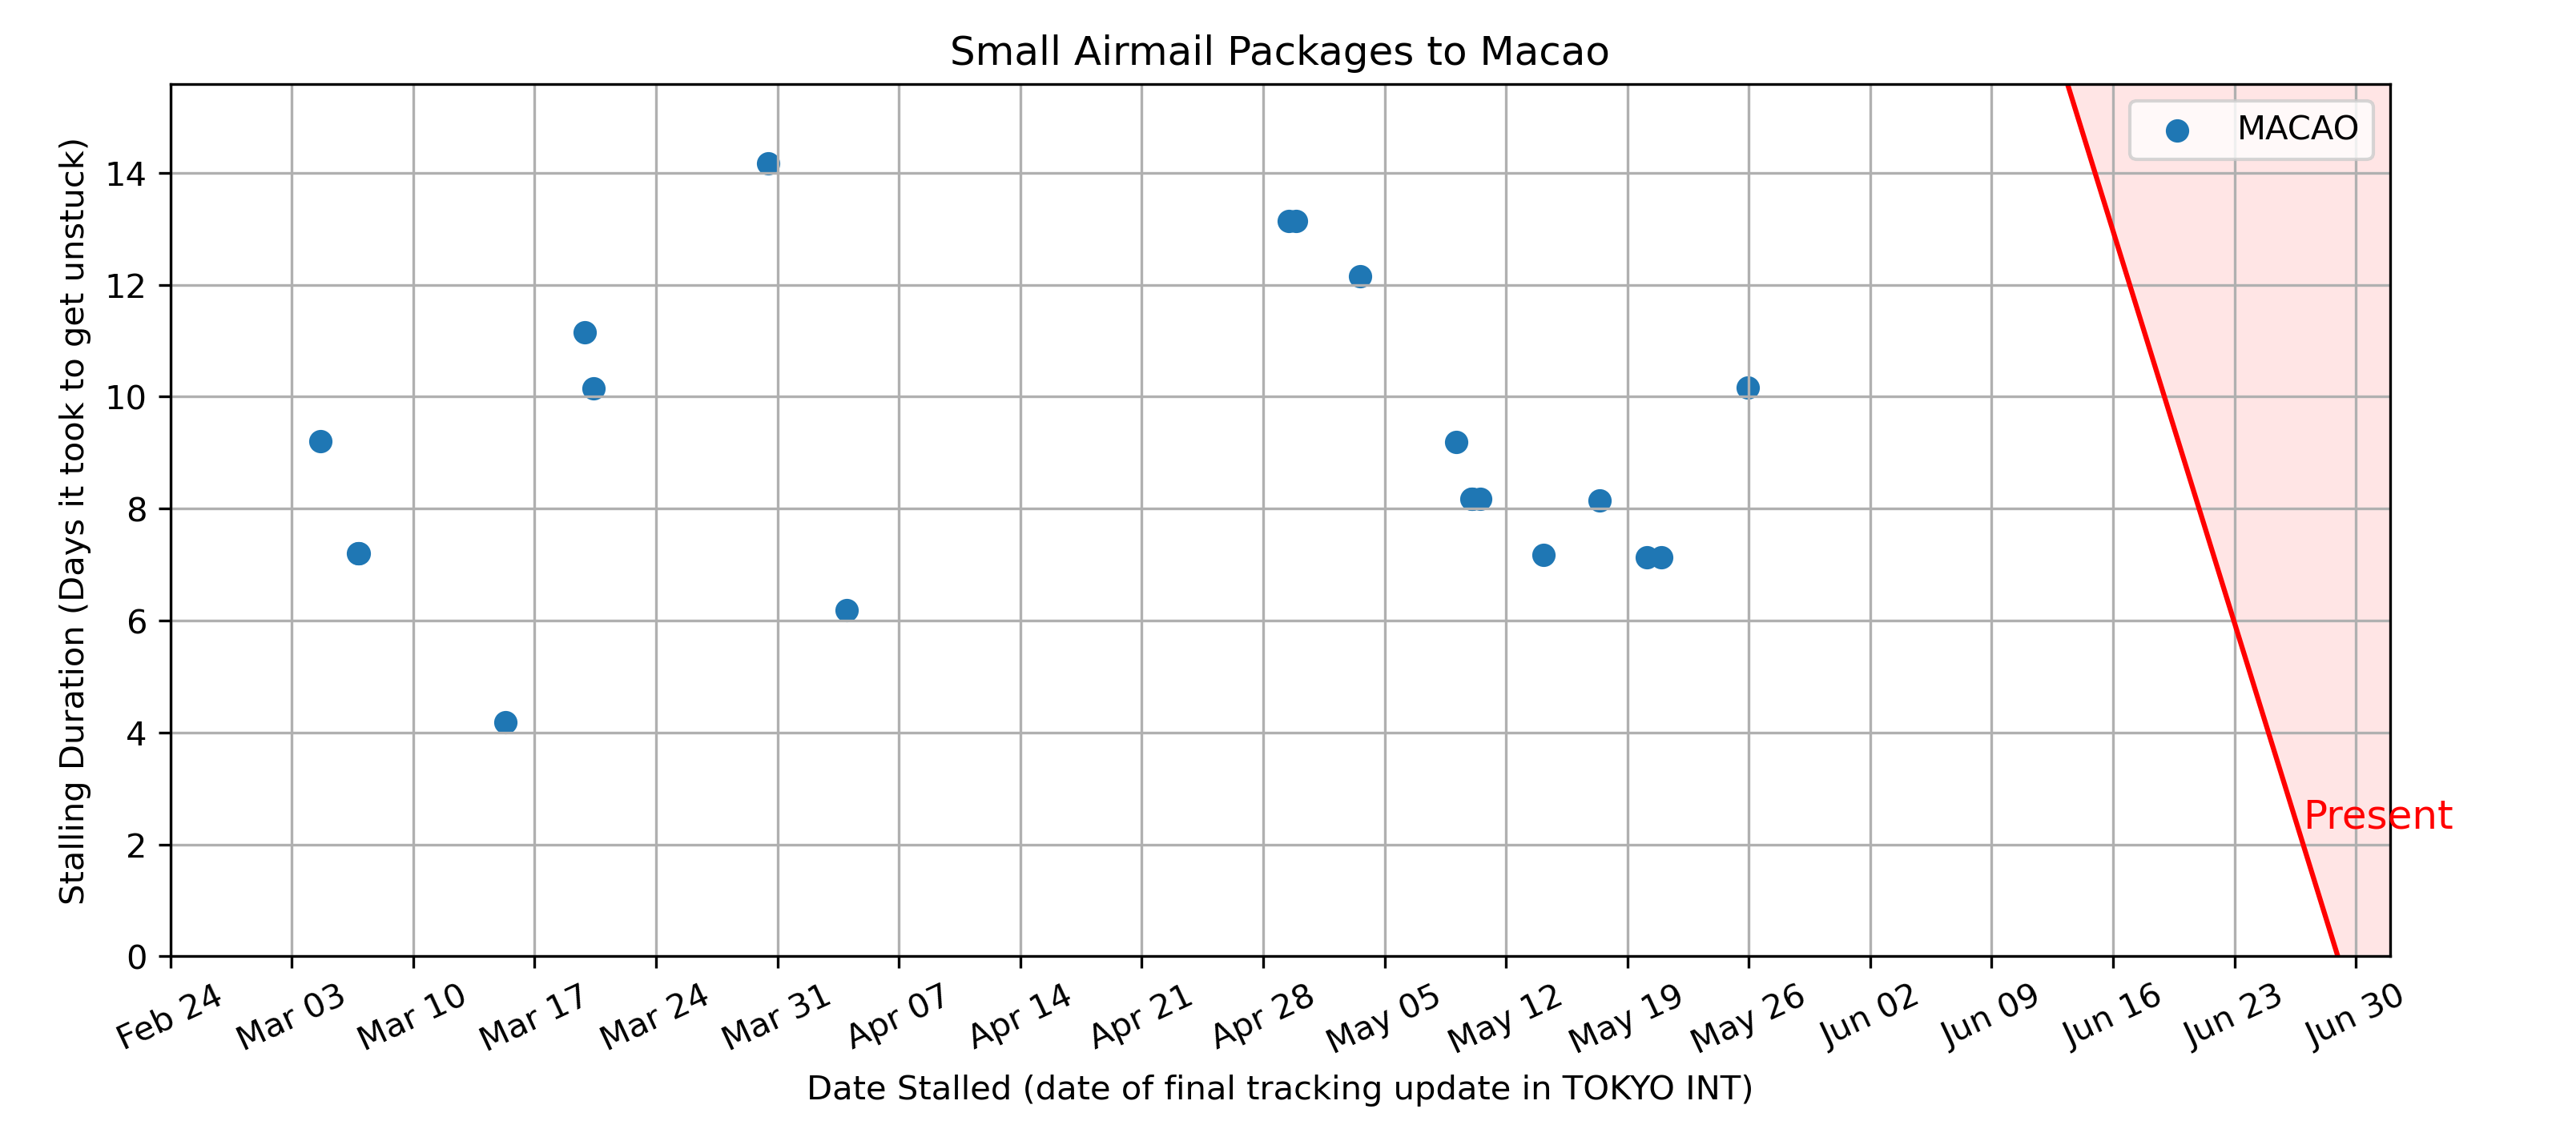 Small Airmail Packages to Macao
MACAO
Stalling Duration (Days it took to get unstuck)
14
12
10
8
6
4
2
0
Present
Feb 24 Mar 03 Mar 10 Mar 17 Mar 24 Mar 31 Apr 07 Apr 14 Apr 21 Apr 28 May 05 May 12 May 19 May 26 Jun 02 Jun 09 Jun 16 Jun 23 Jun 30
Date Stalled (date of final tracking update in TOKYO INT)